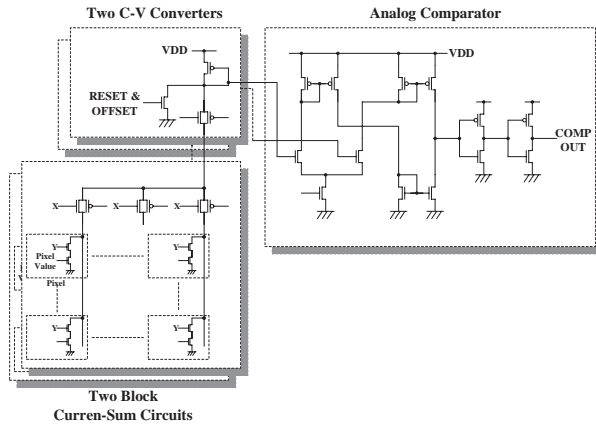 Two C-V Converters
Analog Comparator
VDD
VDD
RESET &
OFFSET
COMP
OUT
X
X
X
Y
Pixel
Value
Y
Pixel
Y
Y
Two Block
Curren-Sum Circuits